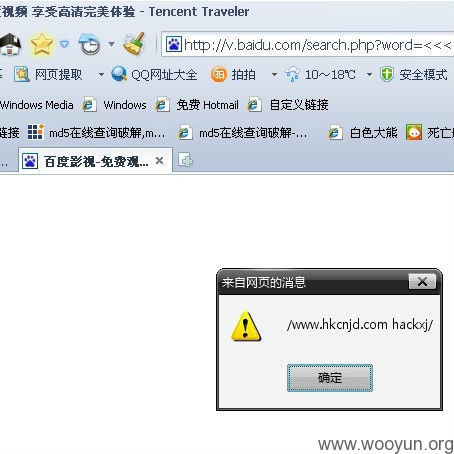 视频 享受高清完美体验 - Tencent Traveler
http://v.baidu.com/search.php?word=<<<
网页提取 QQ网址大全 拍拍 10～18℃ 安全模式
Windows Media Windows 免费 Hotmail 自定义链接
链接 md5在线查询破解,m... md5在线查询破解-... 白色大熊 死亡
.. 百度影视-免费观...
来自网页的消息
/www.hkcnjd.com hackxj/
确定
www.wooyun.org